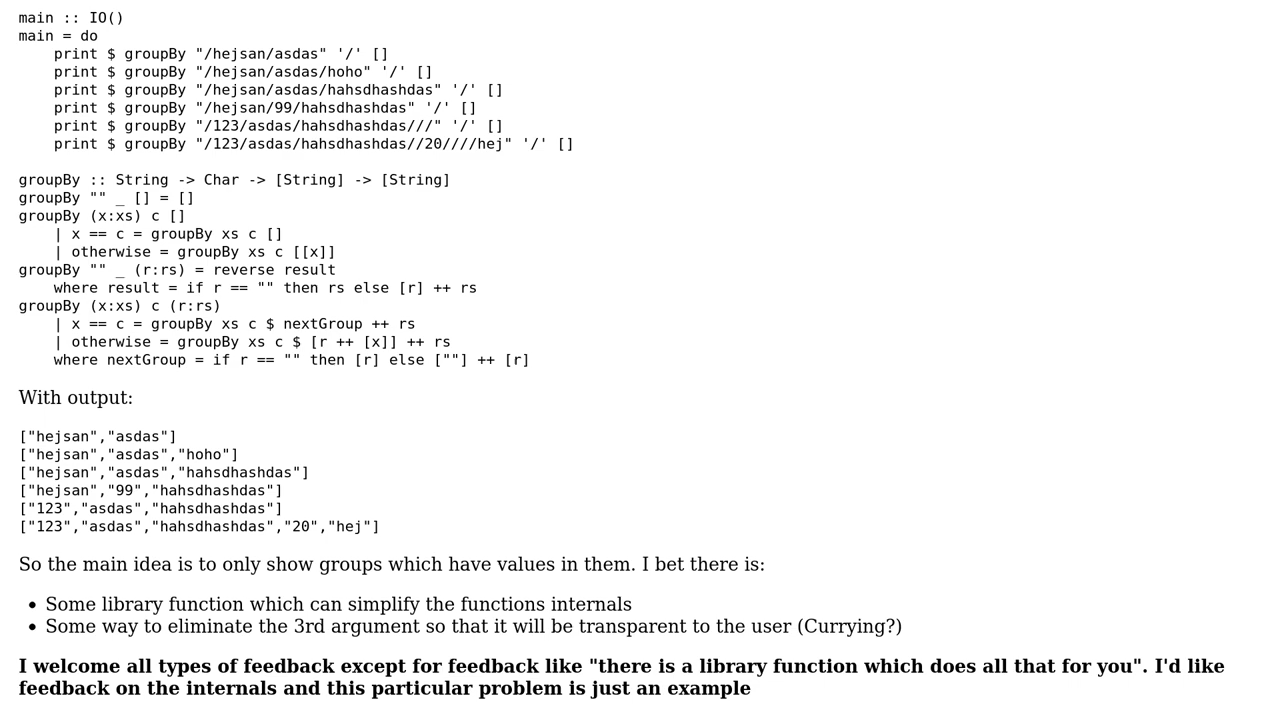 main :: IO()
main = do
    print $ groupBy "/hejsan/asdas" '/' []
    print $ groupBy "/hejsan/asdas/hoho" '/' []
    print $ groupBy "/hejsan/asdas/hahsdhashdas" '/' []
    print $ groupBy "/hejsan/99/hahsdhashdas" '/' []
    print $ groupBy "/123/asdas/hahsdhashdas///" '/' []
    print $ groupBy "/123/asdas/hahsdhashdas//20////hej" '/' []

groupBy :: String -> Char -> [String] -> [String]
groupBy "" _ [] = []
groupBy (x:xs) c []
    | x == c = groupBy xs c []
    | otherwise = groupBy xs c [[x]]
groupBy "" _ (r:rs) = reverse result
    where result = if r == "" then rs else [r] ++ rs
groupBy (x:xs) c (r:rs)
    | x == c = groupBy xs c $ nextGroup ++ rs
    | otherwise = groupBy xs c $ [r ++ [x]] ++ rs
    where nextGroup = if r == "" then [r] else [""] ++ [r]
With output:
["hejsan","asdas"]
["hejsan","asdas","hoho"]
["hejsan","asdas","hahsdhashdas"]
["hejsan","99","hahsdhashdas"]
["123","asdas","hahsdhashdas"]
["123","asdas","hahsdhashdas","20","hej"]
So the main idea is to only show groups which have values in them. I bet there is:
• Some library function which can simplify the functions internals
• Some way to eliminate the 3rd argument so that it will be transparent to the user (Currying?)
I welcome all types of feedback except for feedback like "there is a library function which does all that for you". I'd like
feedback on the internals and this particular problem is just an example